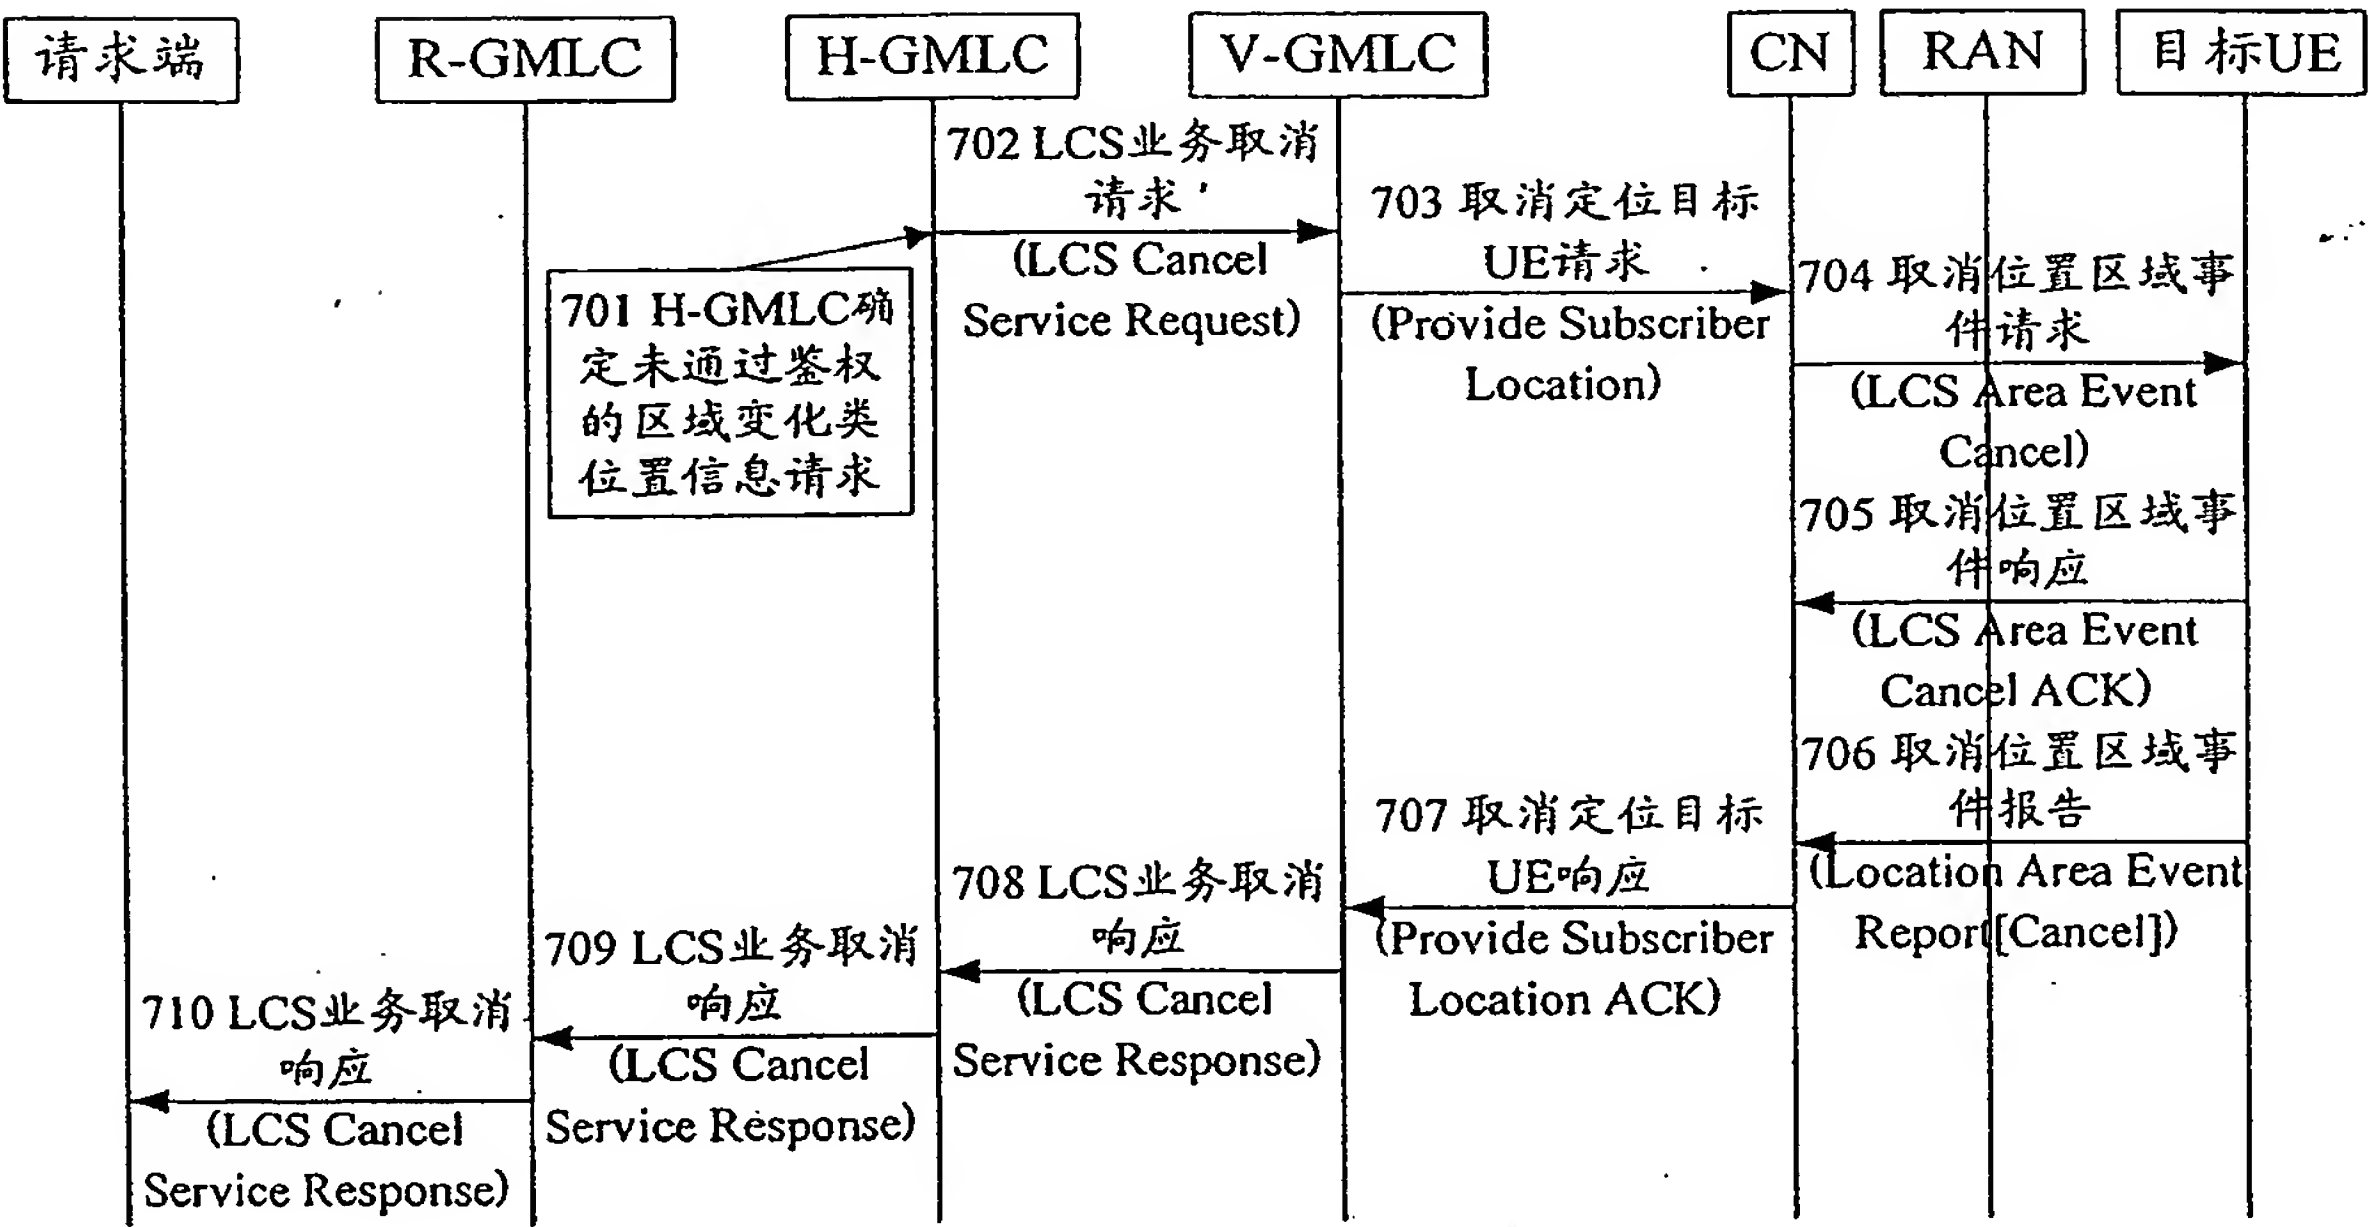 请求端
R-GMLC
H-GMLC
V-GMLC
CN
RAN
目标UE
701 H-GMLC确
定未通过鉴权
的区域变化类
位置信息请求
702 LCS业务取消
请求
(LCS Cancel
Service Request)
703 取消定位目标
UE请求
(Provide Subscriber
Location)
704 取消位置区域事
件请求
(LCS Area Event
Cancel)
705 取消位置区域事
件响应
(LCS Area Event
Cancel ACK)
706 取消位置区域事
件报告
(Location Area Event
Report[Cancel])
707 取消定位目标
UE响应
(Provide Subscriber
Location ACK)
708 LCS业务取消
响应
(LCS Cancel
Service Response)
709 LCS业务取消
响应
(LCS Cancel
Service Response)
710 LCS业务取消
响应
(LCS Cancel
Service Response)